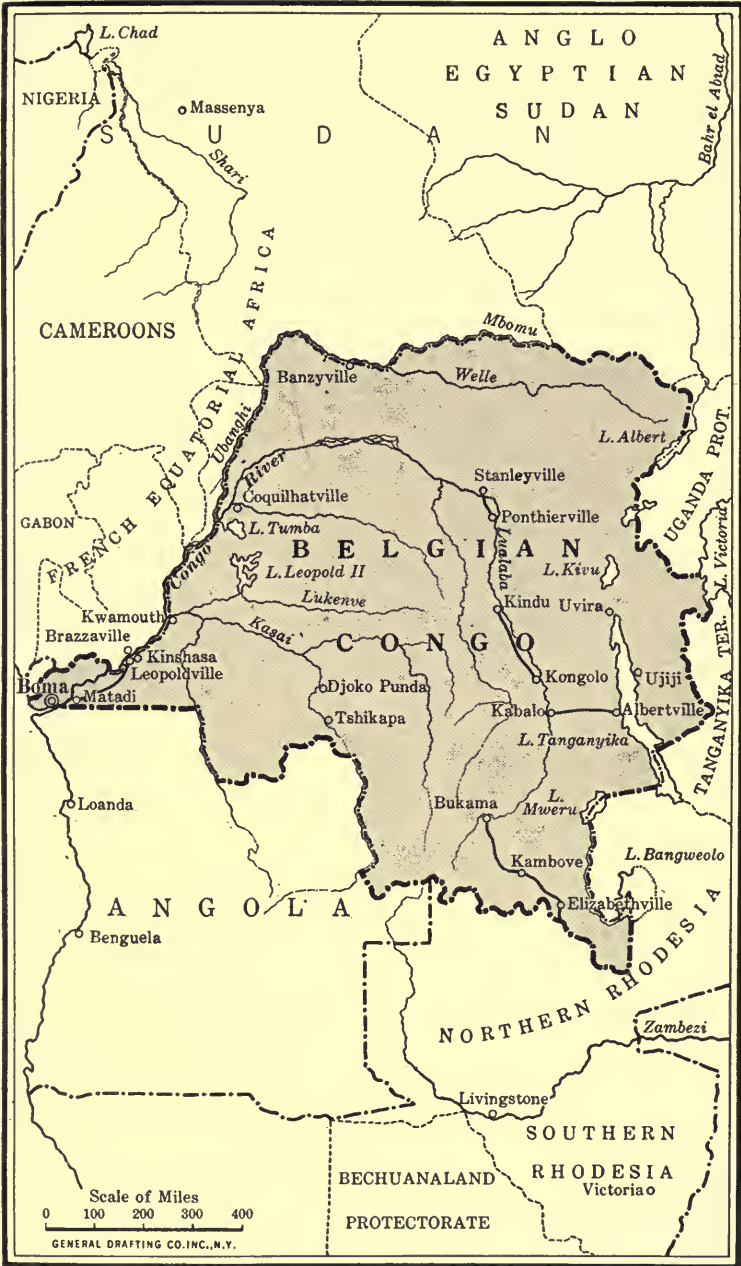 L. Chad
ANGLO
EGYPTIAN
SUDAN
NIGERIA
Massenya
SUDAN
Bahr el Abiad
Shari
CAMEROONS
FRENCH EQUATORIAL AFRICA
Mbomu
Banzyville
Welle
Ubanghi
L. Albert
UGANDA PROT.
River
Stanleyville
Coquilhatville
Ponthierville
GABON
L. Tumba
BELGIAN
Lualaba
L. Victoria
Congo
L. Leopold II
L. Kivu
Lukenve
Kindu
Uvira
Kwamouth
Kasai
CONGO
Brazzaville
Kinshasa
Leopoldville
Boma
Matadi
Djoko Punda
Kongolo
Ujiji
TANGANYIKA TER.
Tshikapa
Kabalo
Albertville
L. Tanganyika
Loanda
Bukama
L.
Mweru
Kambove
L. Bangweolo
ANGOLA
Elizabethville
Benguela
NORTHERN RHODESIA
Zambezi
Livingstone
SOUTHERN
RHODESIA
Victoria
BECHUANALAND
PROTECTORATE
Scale of Miles
0 100 200 300 400
GENERAL DRAFTING CO.INC.,N.Y.